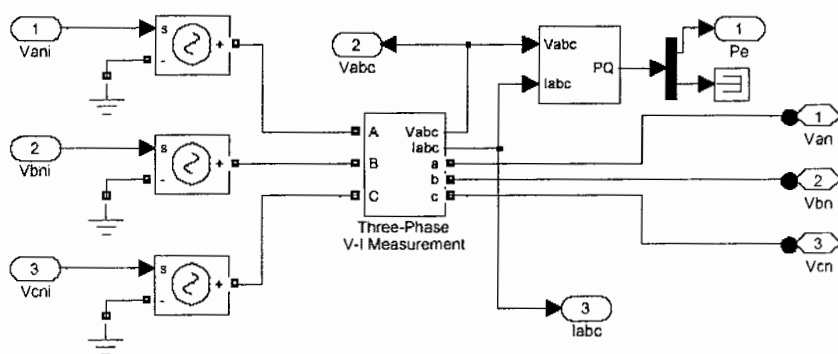 1
Vani
s
+
-
2
Vabc
Vabc
Iabc
PQ
1
Pe
2
Vbni
s
+
-
A
B
C
Vabc
Iabc
a
b
c
Three-Phase
V-I Measurement
1
Van
2
Vbn
3
Vcn
3
Vcni
s
+
-
3
Iabc